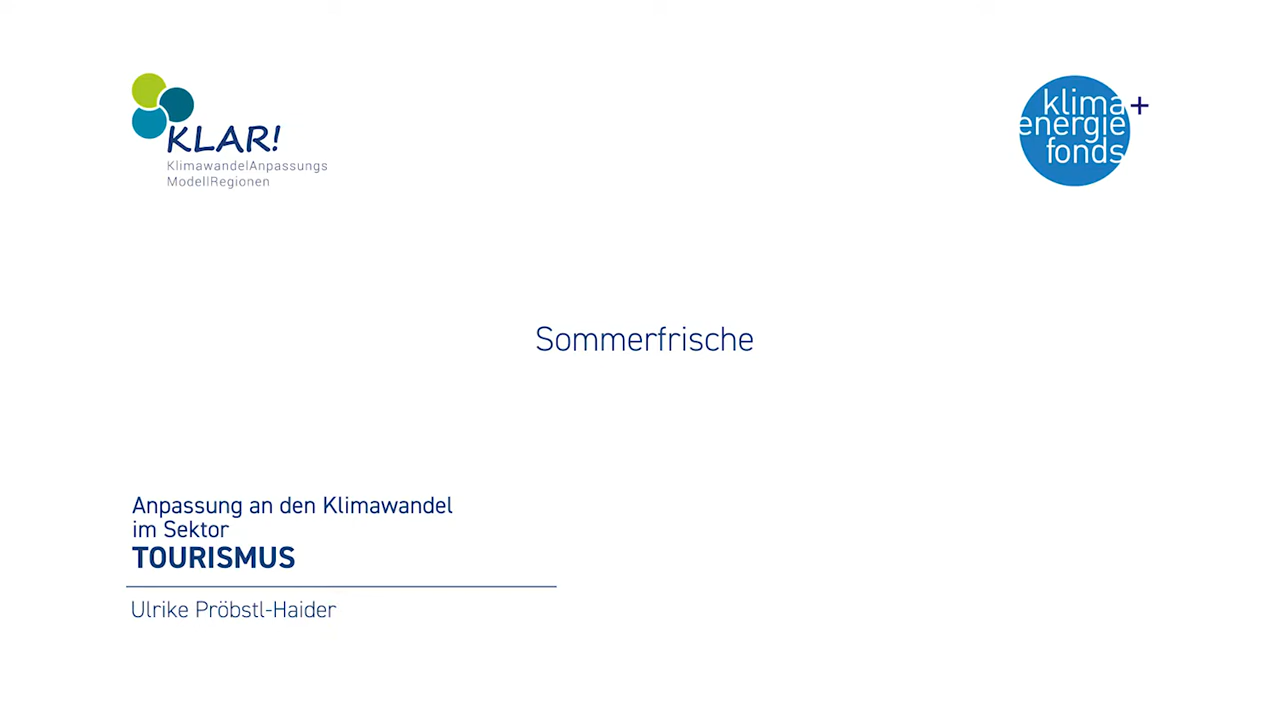 KLAR!
KlimawandelAnpassungs
ModellRegionen
klima+
energie
fonds
Sommerfrische
Anpassung an den Klimawandel
im Sektor
TOURISMUS
Ulrike Pröbstl-Haider